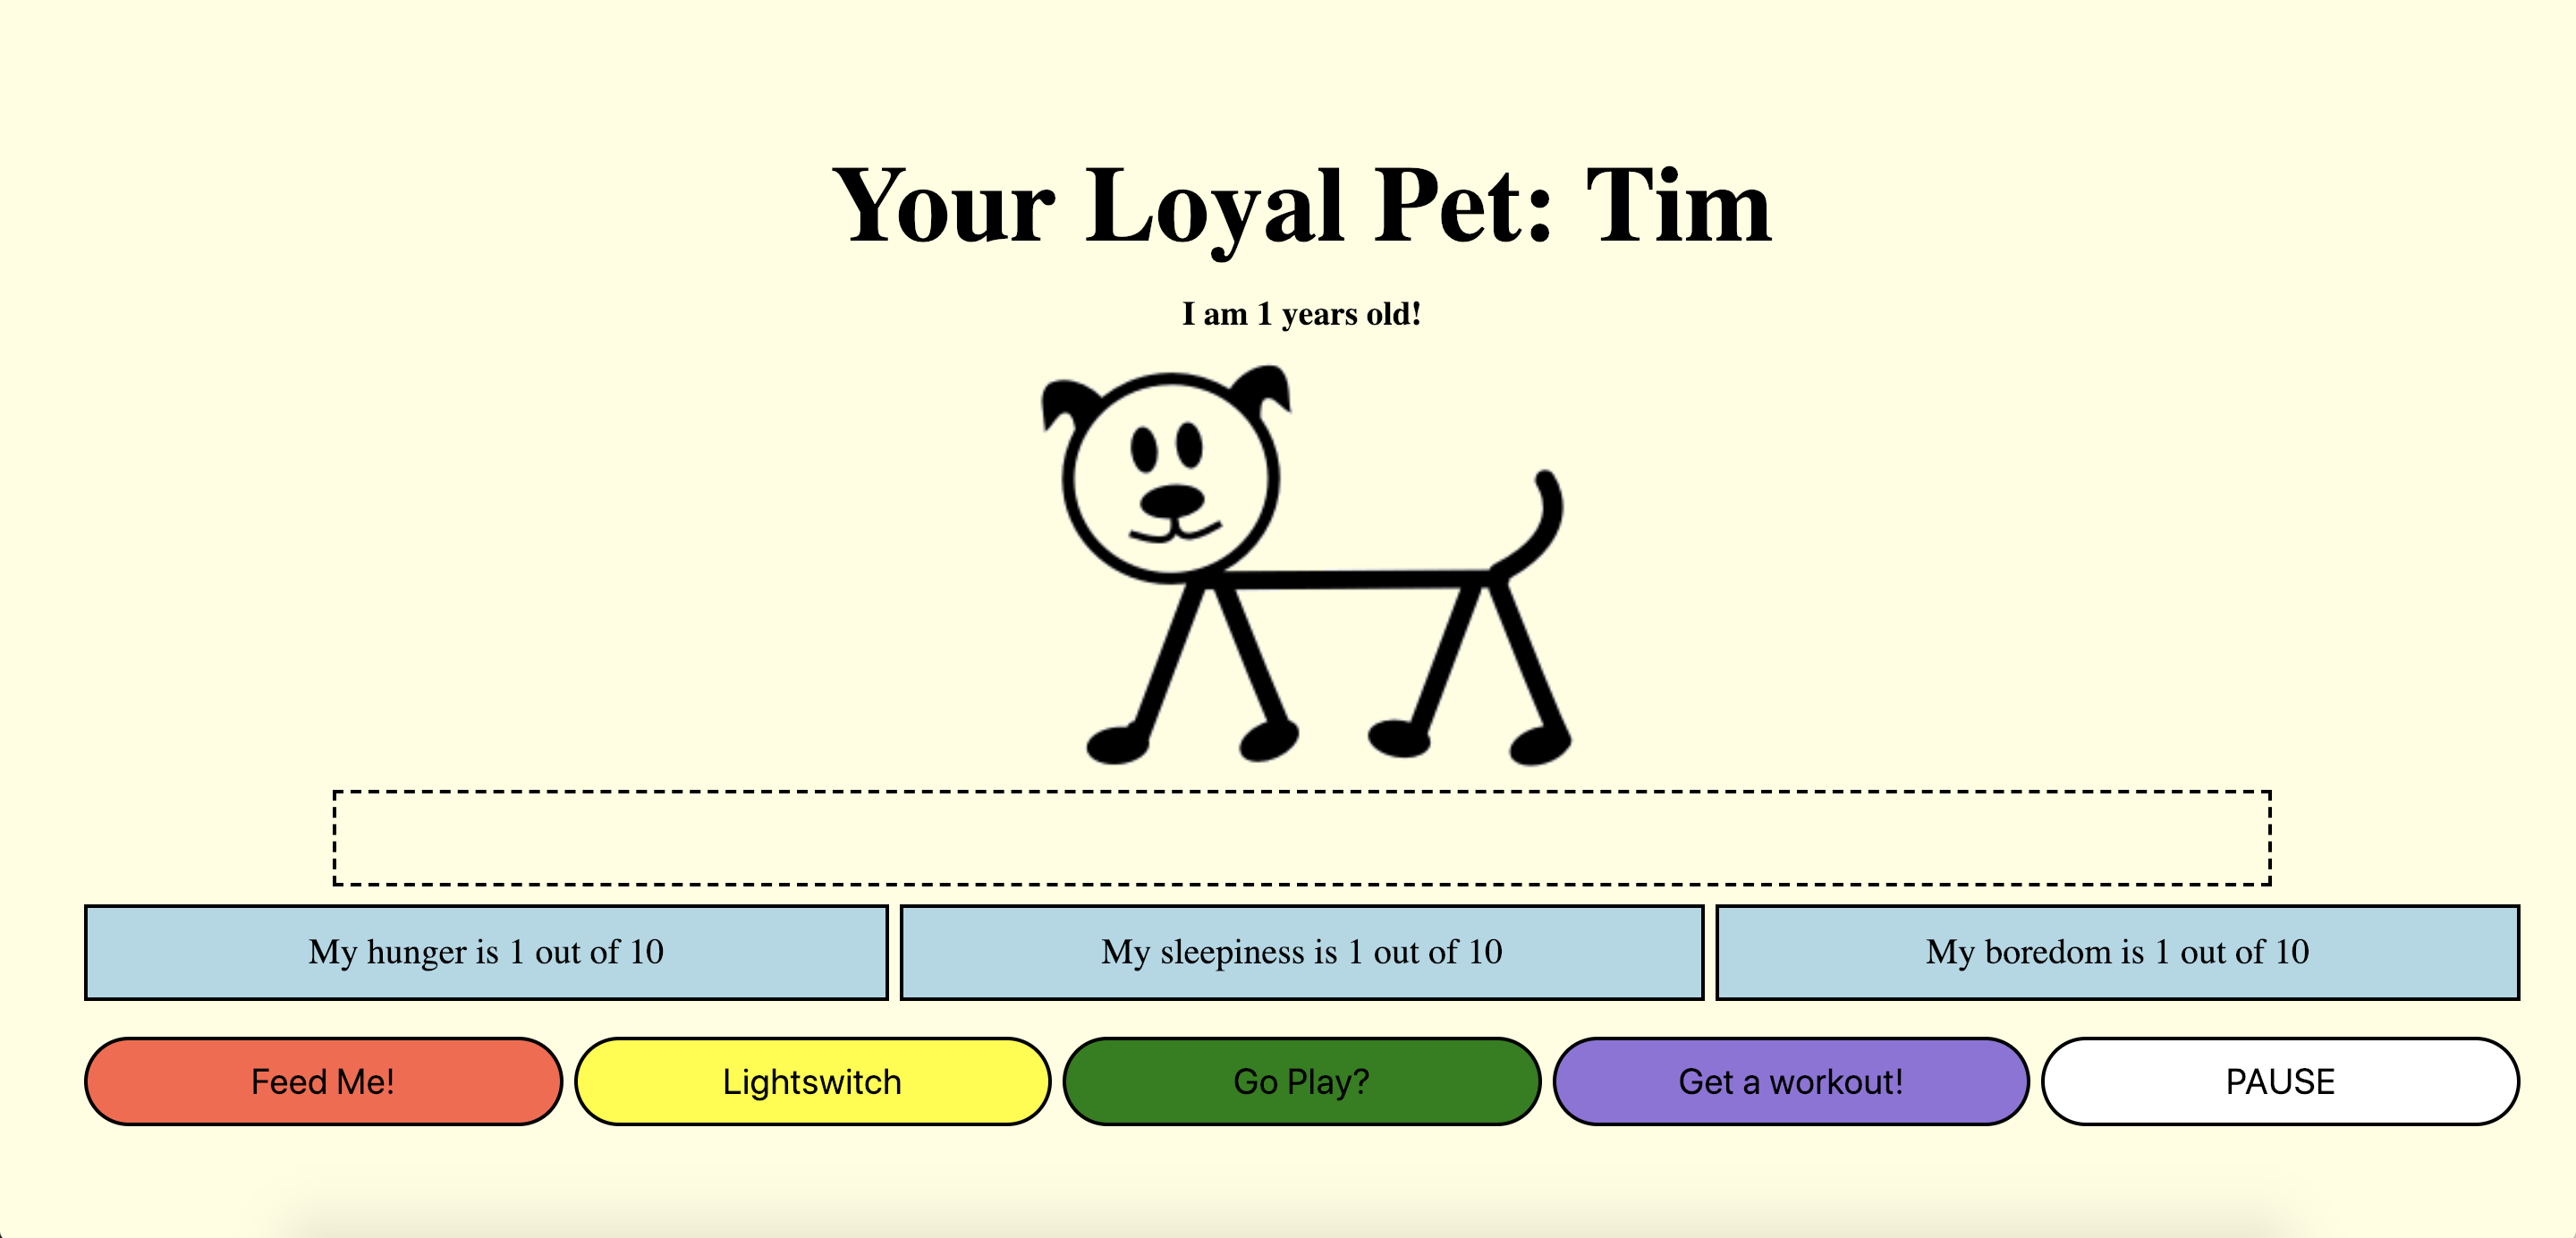 Your Loyal Pet: Tim
I am 1 years old!
My hunger is 1 out of 10
My sleepiness is 1 out of 10
My boredom is 1 out of 10
Feed Me!
Lightswitch
Go Play?
Get a workout!
PAUSE